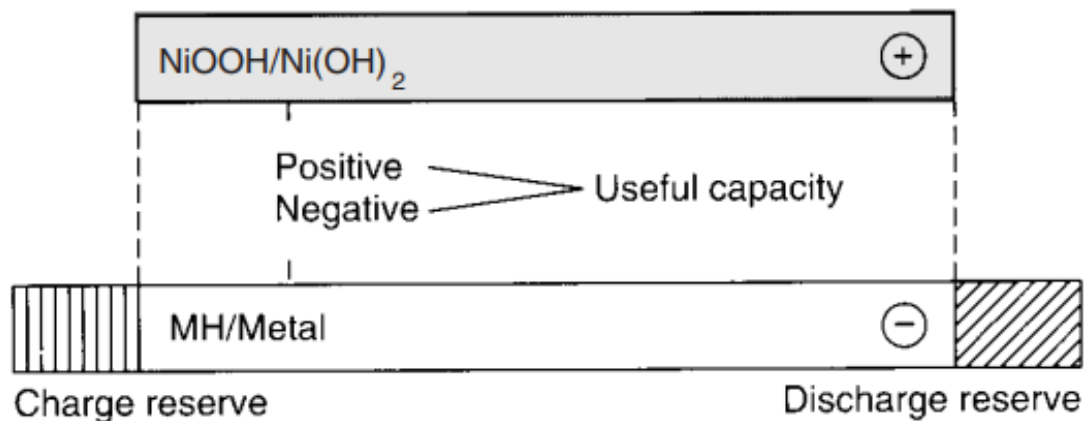 NiOOH/Ni(OH)₂ +
Positive
Negative
Useful capacity
MH/Metal −
Charge reserve
Discharge reserve